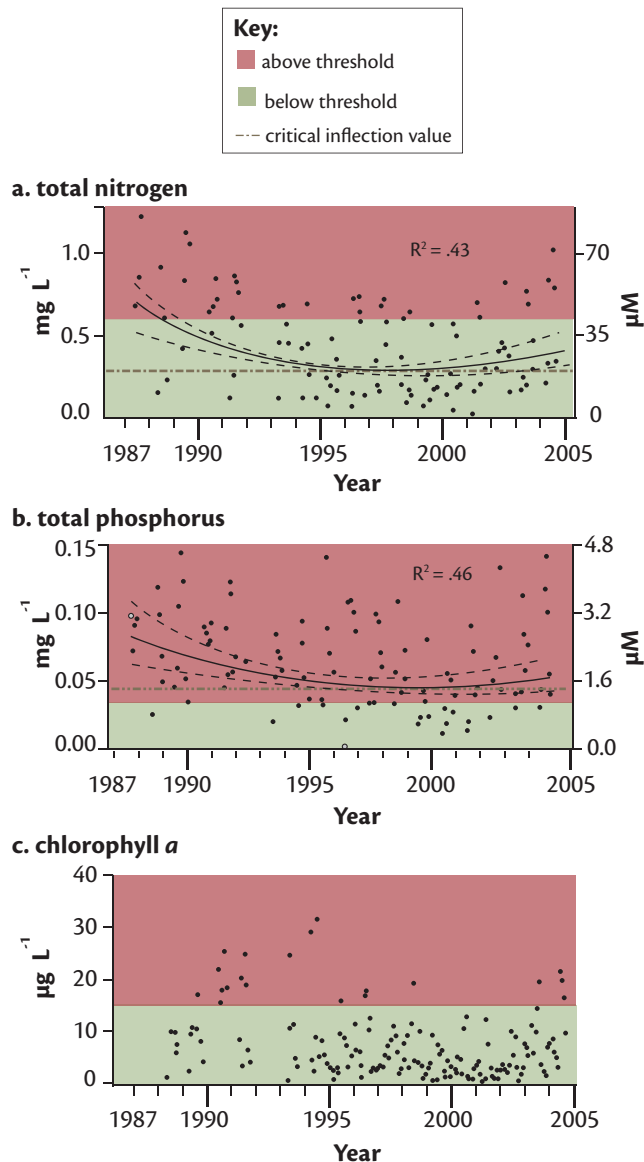 Key:
above threshold
below threshold
critical inflection value
a. total nitrogen
R² = .43
1.0
0.5
0.0
mg L⁻¹
70
35
0
µM
1987 1990 1995 2000 2005
Year
b. total phosphorus
R² = .46
0.15
0.10
0.05
0.00
mg L⁻¹
4.8
3.2
1.6
0.0
µM
1987 1990 1995 2000 2005
Year
c. chlorophyll a
40
30
20
10
0
µg L⁻¹
1987 1990 1995 2000 2005
Year